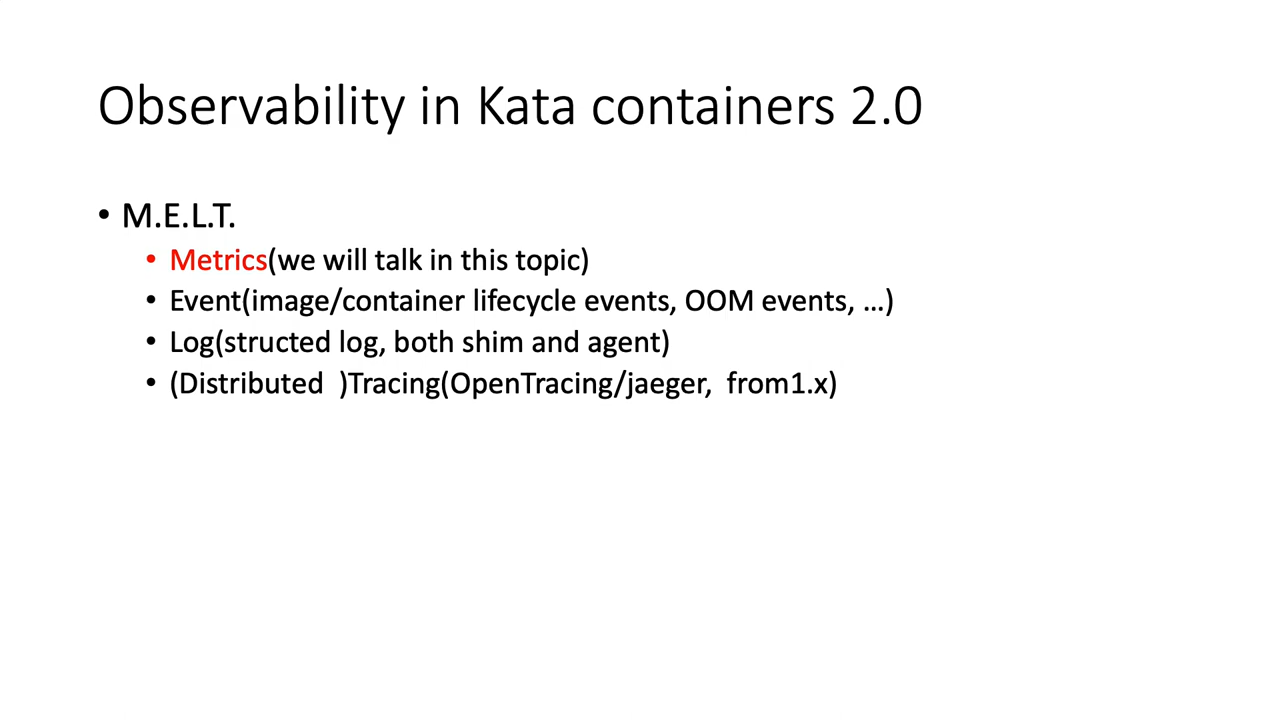 Observability in Kata containers 2.0
• M.E.L.T.
• Metrics(we will talk in this topic)
• Event(image/container lifecycle events, OOM events, …)
• Log(structed log, both shim and agent)
• (Distributed  )Tracing(OpenTracing/jaeger,  from1.x)